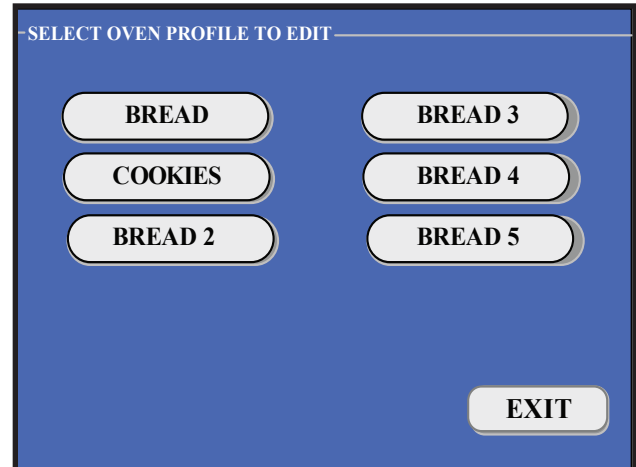 SELECT OVEN PROFILE TO EDIT
BREAD
COOKIES
BREAD 2
BREAD 3
BREAD 4
BREAD 5
EXIT